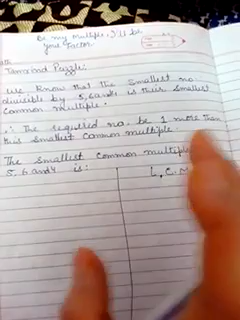 Be my multiple, I'll be
your Factor.
Tamarind Puzzle:
We Know that the smallest no.
divisible by 5, 6 and 4 is their smallest
common multiple.
∴ The required no. be 1 more than
this smallest common multiple.
The smallest common multiple
5, 6 and 4 is:
L.C.M